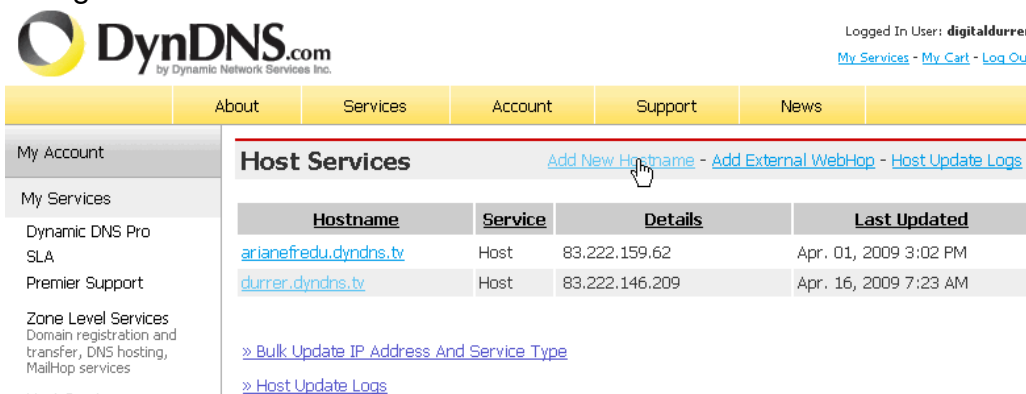 DynDNS.com
by Dynamic Network Services Inc.
Logged In User: digitaldurrer
My Services - My Cart - Log Out
About Services Account Support News
My Account
My Services
Dynamic DNS Pro
SLA
Premier Support
Zone Level Services
Domain registration and
transfer, DNS hosting,
MailHop services
Host Services
Add New Hostname - Add External WebHop - Host Update Logs
Hostname Service Details Last Updated
arianefredu.dyndns.tv Host 83.222.159.62 Apr. 01, 2009 3:02 PM
durrer.dyndns.tv Host 83.222.146.209 Apr. 16, 2009 7:23 AM
» Bulk Update IP Address And Service Type
» Host Update Logs